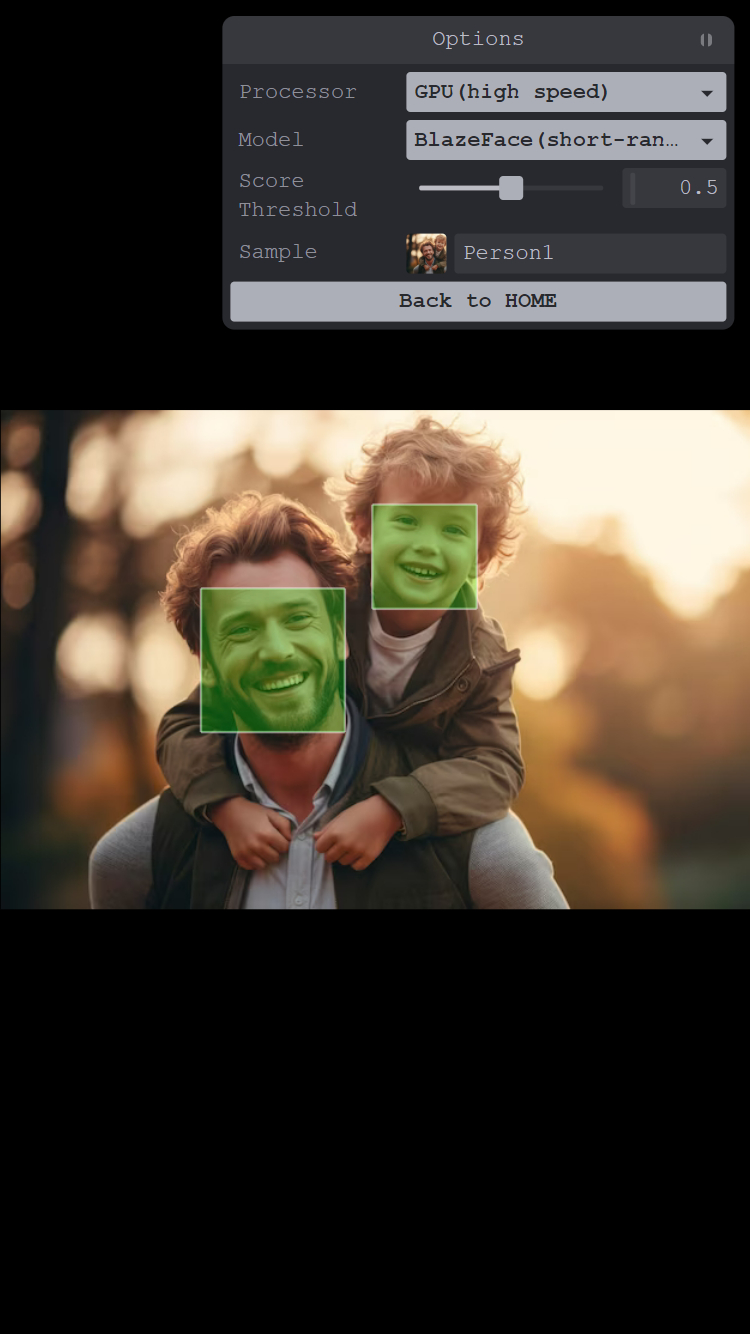 Options
Processor
GPU(high speed)
Model
BlazeFace(short-ran…
Score
Threshold
0.5
Sample
Person1
Back to HOME